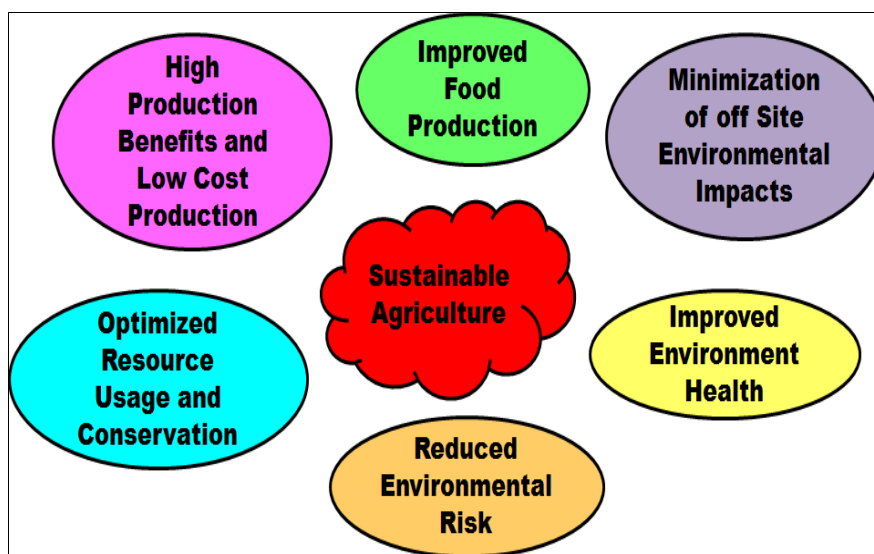 High
Production
Benefits and
Low Cost
Production
Improved
Food
Production
Minimization
of off Site
Environmental
Impacts
Sustainable
Agriculture
Optimized
Resource
Usage and
Conservation
Improved
Environment
Health
Reduced
Environmental
Risk